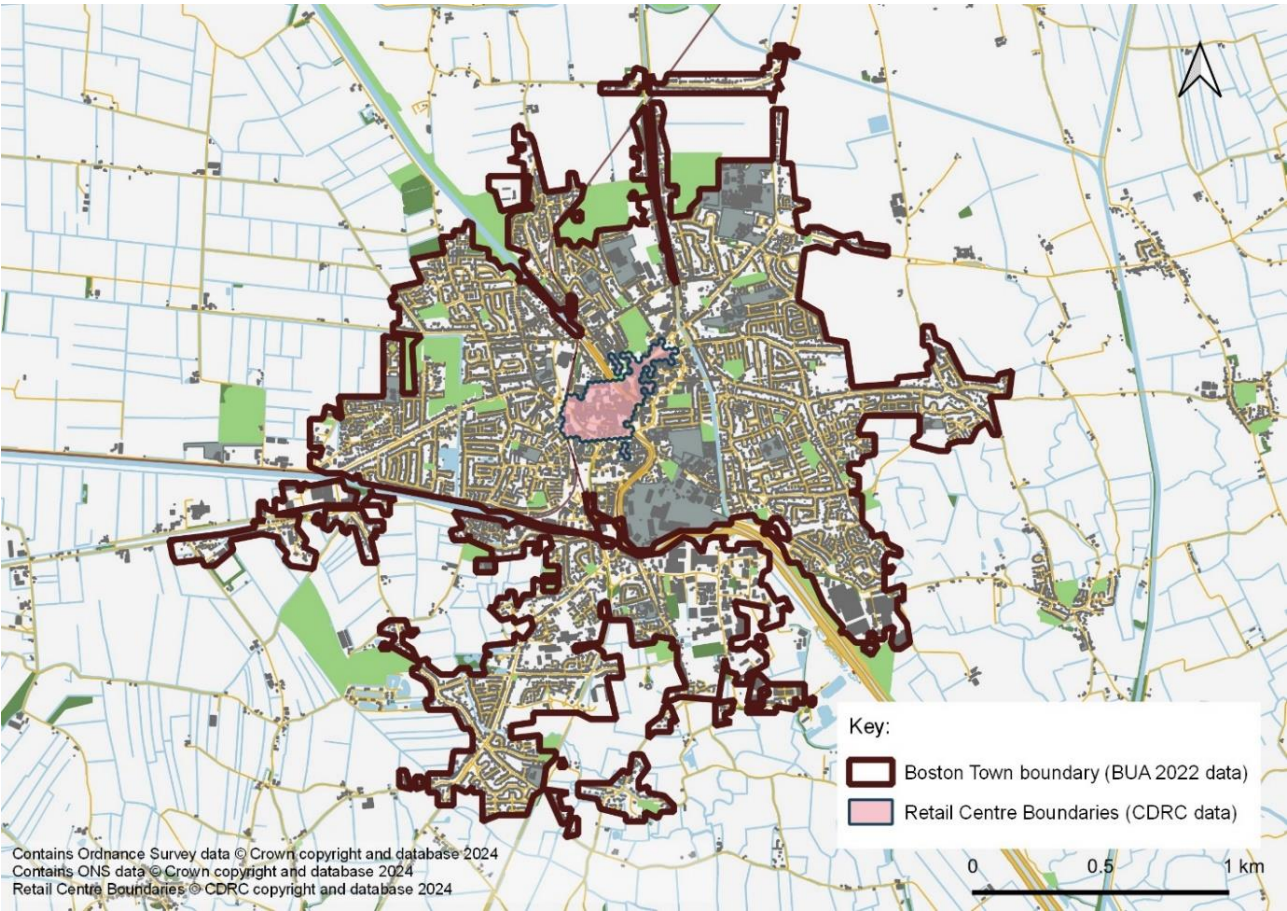 Key:
Boston Town boundary (BUA 2022 data)
Retail Centre Boundaries (CDRC data)
Contains Ordnance Survey data © Crown copyright and database 2024
Contains ONS data © Crown copyright and database 2024
Retail Centre Boundaries © CDRC copyright and database 2024
0 0.5 1 km